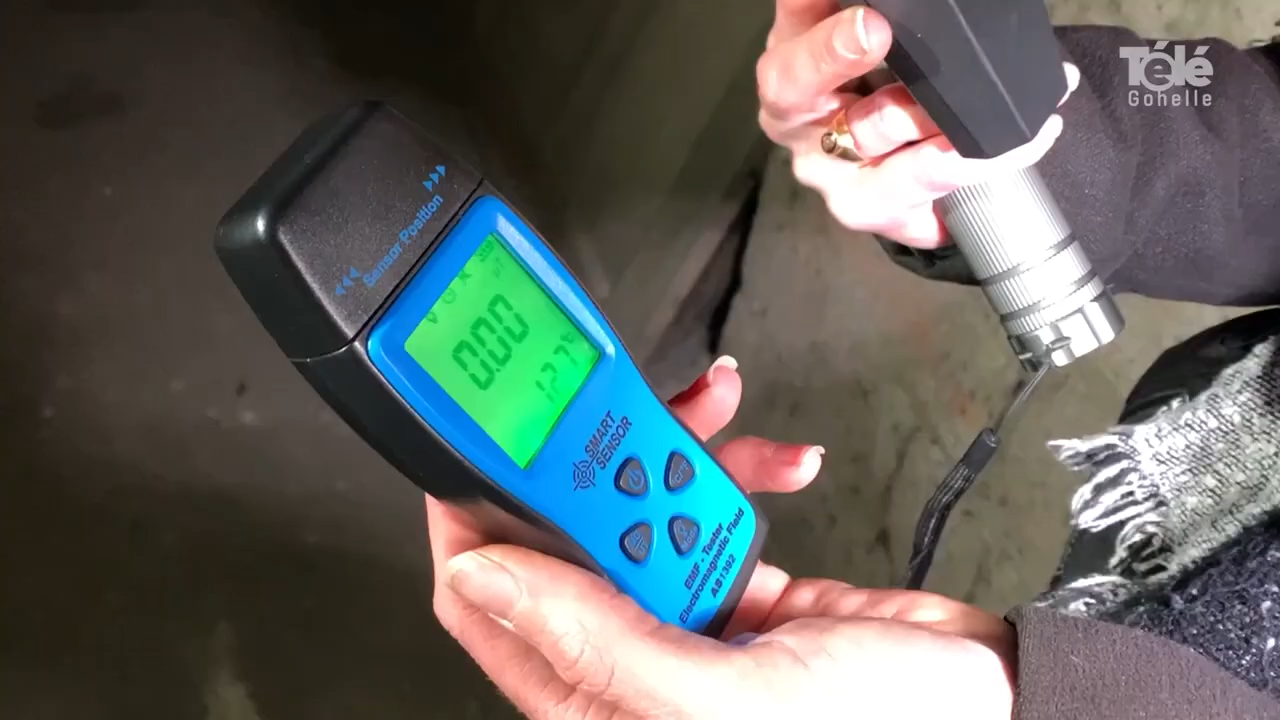 Télé
Gohelle
Sensor Position
0.00
SMART
SENSOR
EMF - Tester
Electromagnetic Field
AS1392